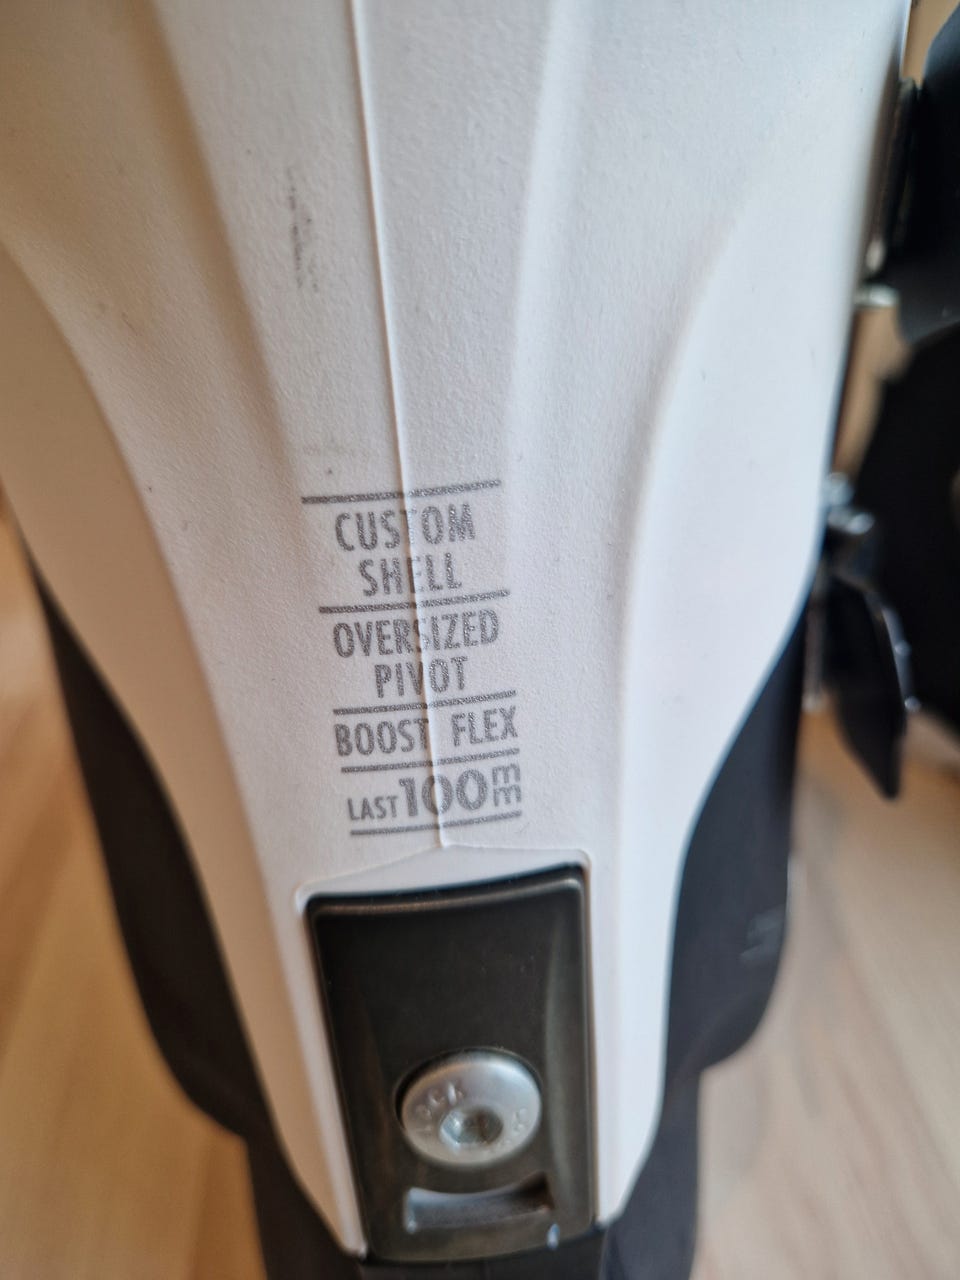 CUSTOM
SHELL
OVERSIZED
PIVOT
BOOST FLEX
LAST 100mm